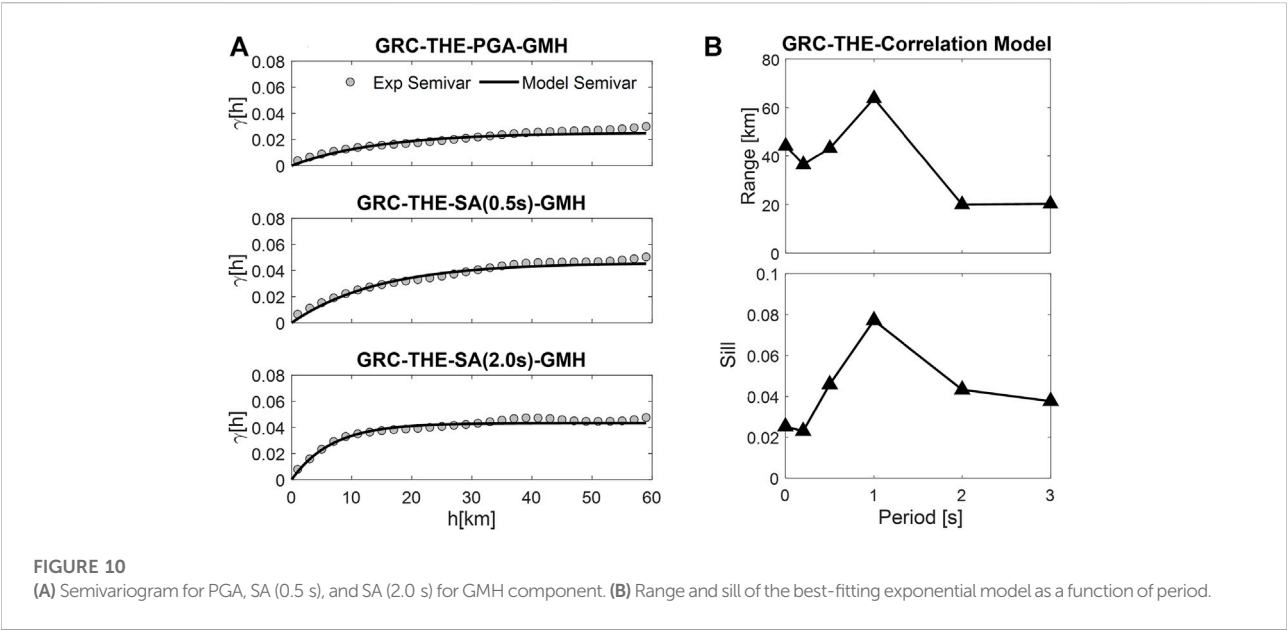 A
GRC-THE-PGA-GMH
0.08
0.06
0.04
0.02
0
γ[h]
Exp Semivar
Model Semivar
GRC-THE-SA(0.5s)-GMH
0.08
0.06
0.04
0.02
0
γ[h]
GRC-THE-SA(2.0s)-GMH
0.08
0.06
0.04
0.02
0
γ[h]
0 10 20 30 40 50 60
h[km]
B
GRC-THE-Correlation Model
80
60
40
20
0
Range [km]
0.1
0.08
0.06
0.04
0.02
0
Sill
0 1 2 3
Period [s]
FIGURE 10
(A) Semivariogram for PGA, SA (0.5 s), and SA (2.0 s) for GMH component. (B) Range and sill of the best-fitting exponential model as a function of period.